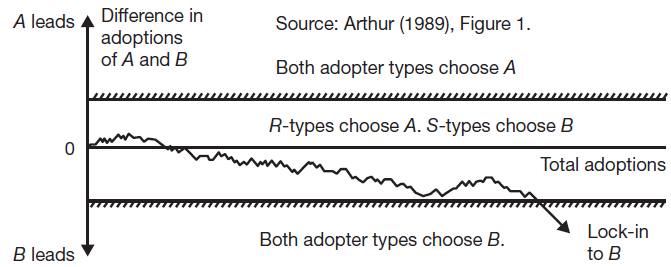 A leads
Difference in
adoptions
of A and B
Source: Arthur (1989), Figure 1.
Both adopter types choose A
R-types choose A. S-types choose B
0
Total adoptions
Both adopter types choose B.
Lock-in
to B
B leads